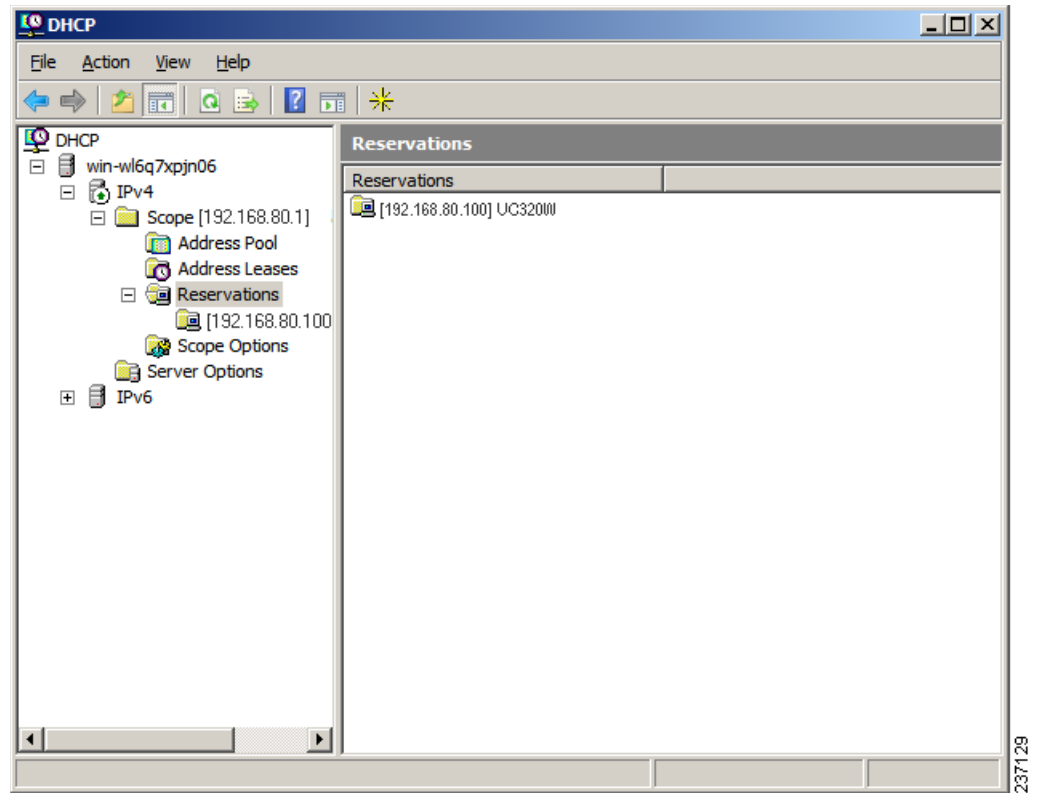 DHCP
File Action View Help
DHCP
win-wl6q7xpjn06
IPv4
Scope [192.168.80.1]
Address Pool
Address Leases
Reservations
[192.168.80.100
Scope Options
Server Options
IPv6
Reservations
Reservations
[192.168.80.100] UC320W
237129